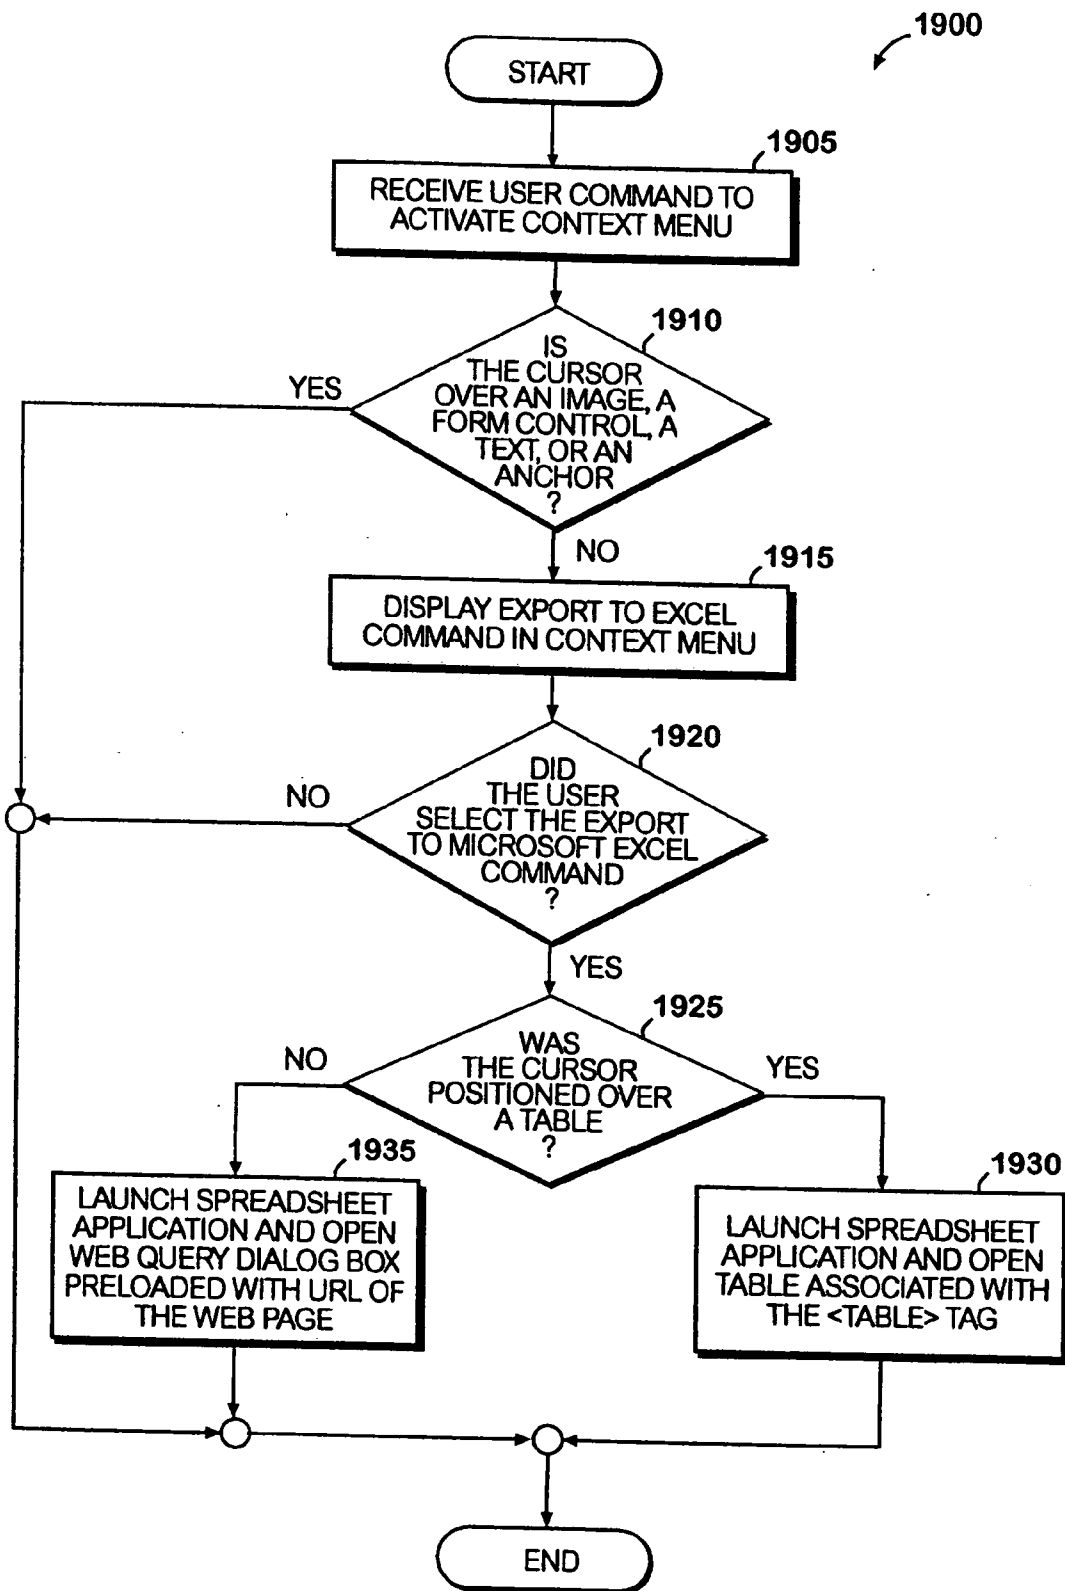 1900
START
1905
RECEIVE USER COMMAND TO
ACTIVATE CONTEXT MENU
1910
IS
THE CURSOR
OVER AN IMAGE, A
FORM CONTROL, A
TEXT, OR AN
ANCHOR
?
YES
NO
1915
DISPLAY EXPORT TO EXCEL
COMMAND IN CONTEXT MENU
1920
DID
THE USER
SELECT THE EXPORT
TO MICROSOFT EXCEL
COMMAND
?
NO
YES
1925
WAS
THE CURSOR
POSITIONED OVER
A TABLE
?
NO
YES
1935
LAUNCH SPREADSHEET
APPLICATION AND OPEN
WEB QUERY DIALOG BOX
PRELOADED WITH URL OF
THE WEB PAGE
1930
LAUNCH SPREADSHEET
APPLICATION AND OPEN
TABLE ASSOCIATED WITH
THE <TABLE> TAG
END